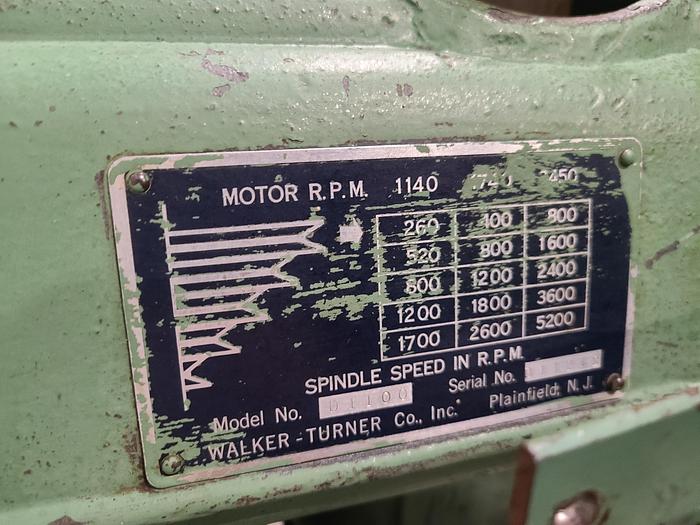 MOTOR R.P.M. 1140
260 400 800
520 800 1600
800 1200 2400
1200 1800 3600
1700 2600 5200
SPINDLE SPEED IN R.P.M.
Model No. Serial No.
WALKER-TURNER Co., Inc. Plainfield, N. J.